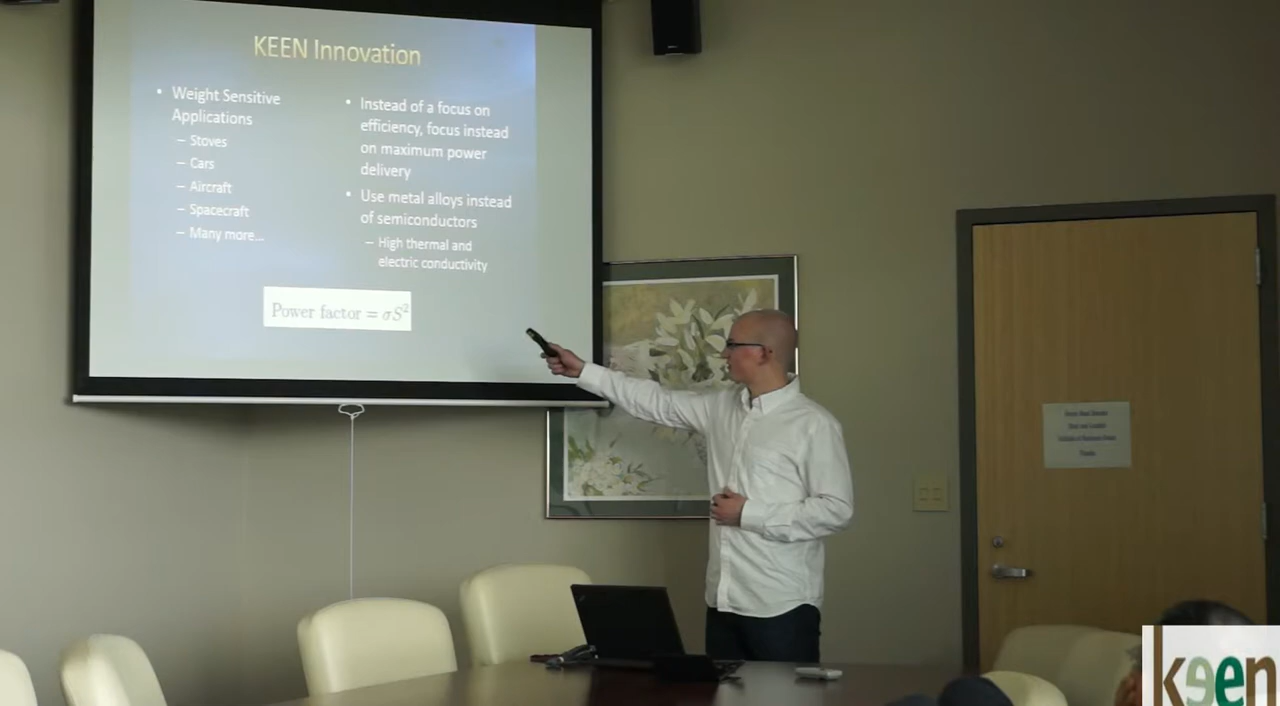 KEEN Innovation
• Weight Sensitive
Applications
– Stoves
– Cars
– Aircraft
– Spacecraft
– Many more...
• Instead of a focus on
efficiency, focus instead
on maximum power
delivery
• Use metal alloys instead
of semiconductors
– High thermal and
electric conductivity
Power factor = σS²
keen